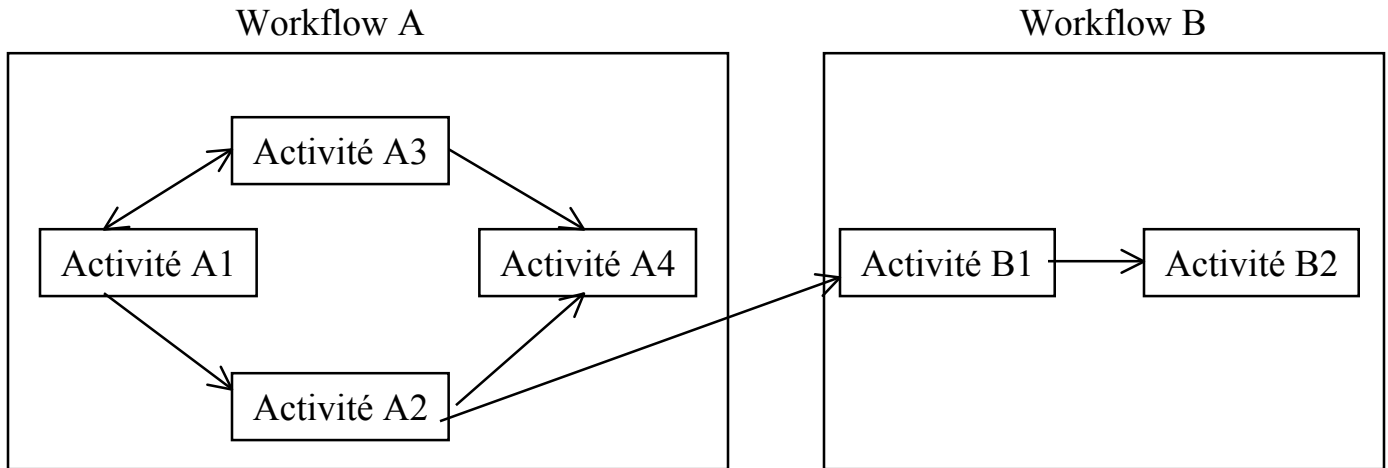 Workflow A
Workflow B
Activité A3
Activité A1
Activité A4
Activité B1
Activité B2
Activité A2